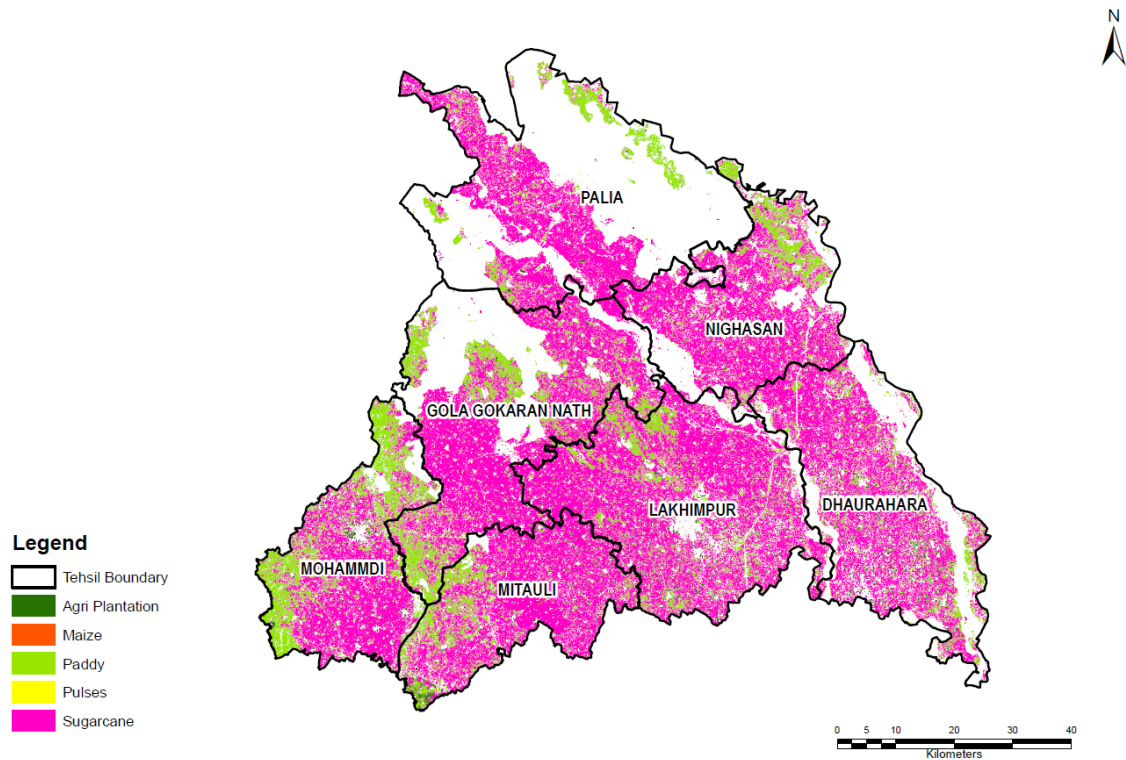 N
PALIA
NIGHASAN
GOLA GOKARAN NATH
LAKHIMPUR
DHAURAHARA
MOHAMMDI
MITAULI
Legend
Tehsil Boundary
Agri Plantation
Maize
Paddy
Pulses
Sugarcane
0 5 10 20 30 40
Kilometers